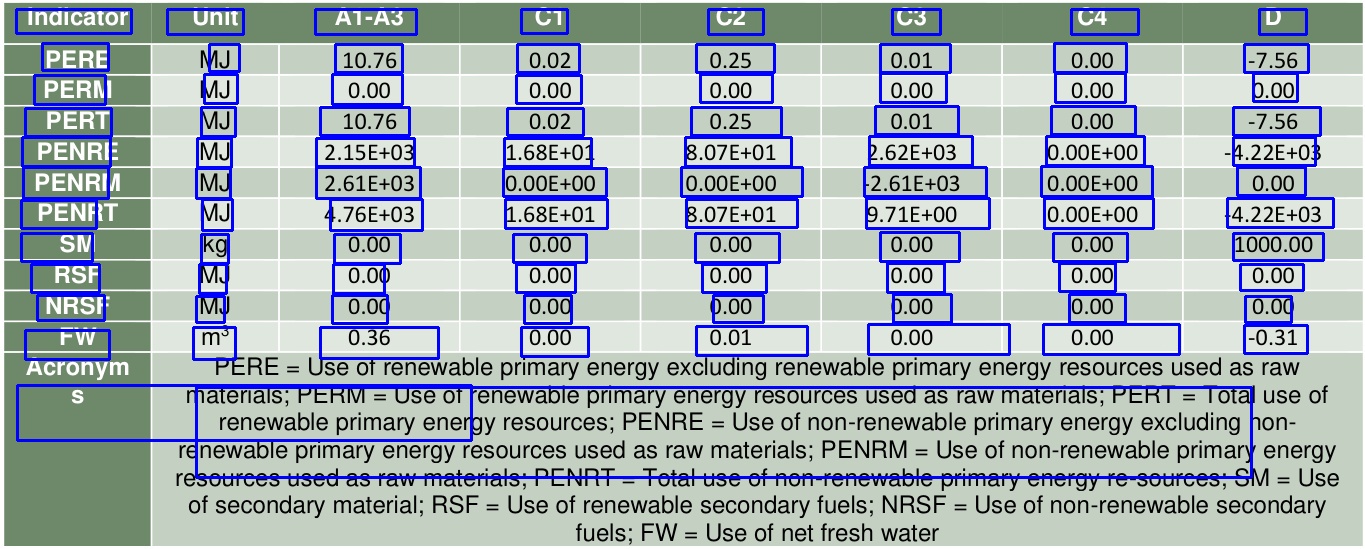 Indicator Unit A1-A3 C1 C2 C3 C4 D
PERE MJ 10.76 0.02 0.25 0.01 0.00 -7.56
PERM MJ 0.00 0.00 0.00 0.00 0.00 0.00
PERT MJ 10.76 0.02 0.25 0.01 0.00 -7.56
PENRE MJ 2.15E+03 1.68E+01 8.07E+01 2.62E+03 0.00E+00 -4.22E+03
PENRM MJ 2.61E+03 0.00E+00 0.00E+00 -2.61E+03 0.00E+00 0.00
PENRT MJ 4.76E+03 1.68E+01 8.07E+01 9.71E+00 0.00E+00 -4.22E+03
SM kg 0.00 0.00 0.00 0.00 0.00 1000.00
RSF MJ 0.00 0.00 0.00 0.00 0.00 0.00
NRSF MJ 0.00 0.00 0.00 0.00 0.00 0.00
FW m³ 0.36 0.00 0.01 0.00 0.00 -0.31
Acronym PERE = Use of renewable primary energy excluding renewable primary energy resources used as raw
s materials; PERM = Use of renewable primary energy resources used as raw materials; PERT = Total use of
renewable primary energy resources; PENRE = Use of non-renewable primary energy excluding non-
renewable primary energy resources used as raw materials; PENRM = Use of non-renewable primary energy
resources used as raw materials; PENRT = Total use of non-renewable primary energy re-sources; SM = Use
of secondary material; RSF = Use of renewable secondary fuels; NRSF = Use of non-renewable secondary
fuels; FW = Use of net fresh water